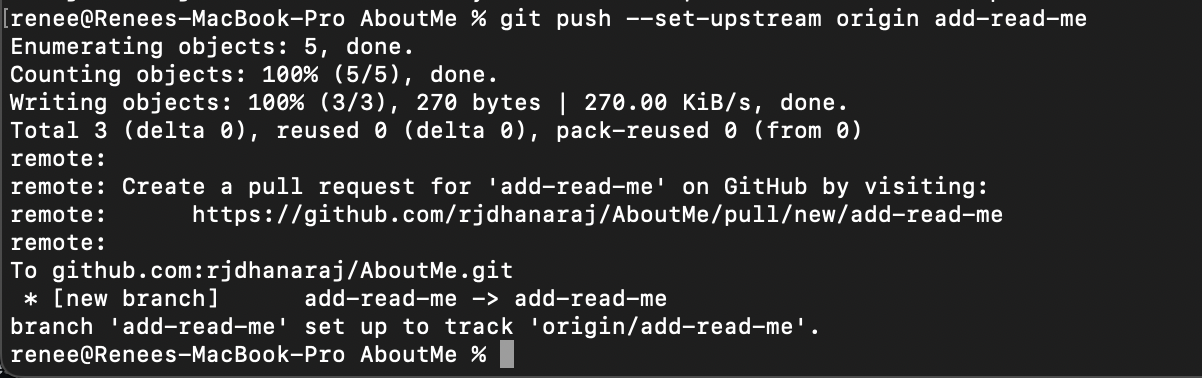 [renee@Renees-MacBook-Pro AboutMe % git push --set-upstream origin add-read-me
Enumerating objects: 5, done.
Counting objects: 100% (5/5), done.
Writing objects: 100% (3/3), 270 bytes | 270.00 KiB/s, done.
Total 3 (delta 0), reused 0 (delta 0), pack-reused 0 (from 0)
remote:
remote: Create a pull request for 'add-read-me' on GitHub by visiting:
remote:      https://github.com/rjdhanaraj/AboutMe/pull/new/add-read-me
remote:
To github.com:rjdhanaraj/AboutMe.git
 * [new branch]      add-read-me -> add-read-me
branch 'add-read-me' set up to track 'origin/add-read-me'.
renee@Renees-MacBook-Pro AboutMe %